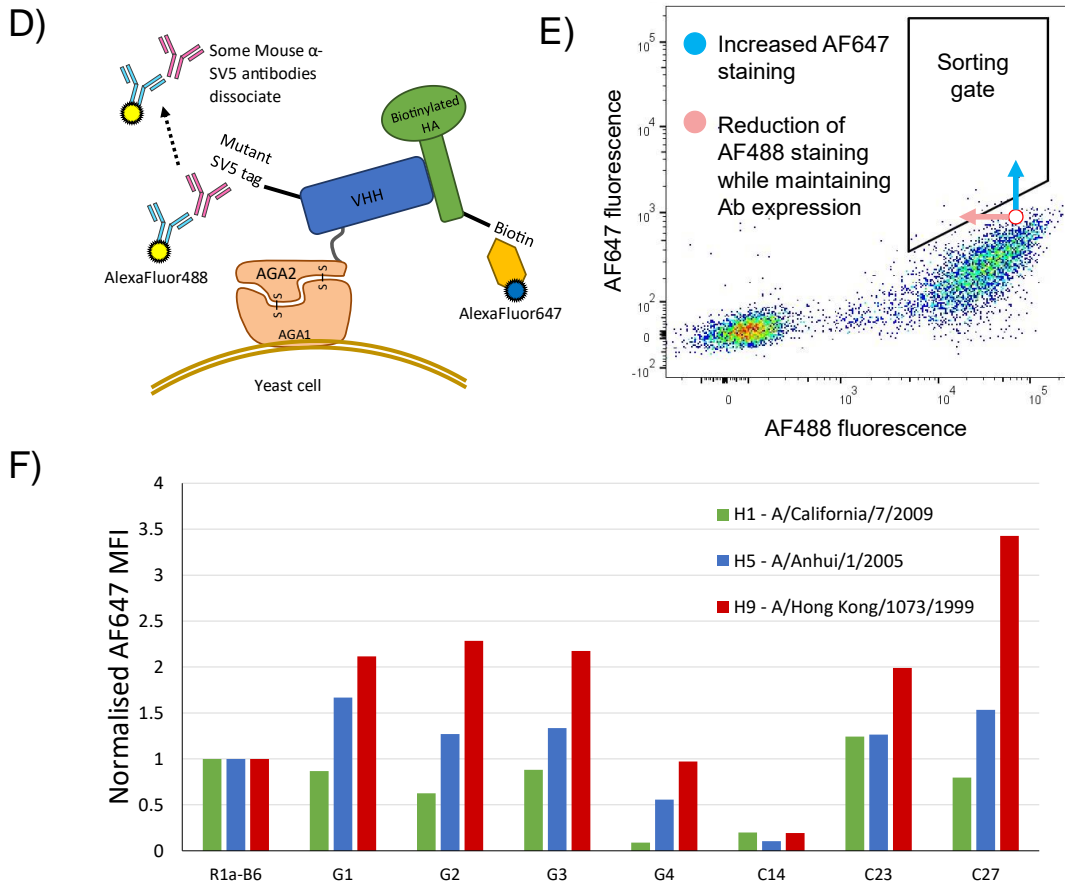 D)
Some Mouse α-
SV5 antibodies
dissociate
Mutant
SV5 tag
Biotinylated
HA
VHH
Biotin
AlexaFluor488
AGA2
S–S
S–S
AGA1
AlexaFluor647
Yeast cell
E)
Increased AF647
staining
Reduction of
AF488 staining
while maintaining
Ab expression
Sorting
gate
AF647 fluorescence
10^5
10^4
10^3
10^2
0
-10^2
0
10^3
10^4
10^5
AF488 fluorescence
F)
Normalised AF647 MFI
4
3.5
3
2.5
2
1.5
1
0.5
0
H1 - A/California/7/2009
H5 - A/Anhui/1/2005
H9 - A/Hong Kong/1073/1999
R1a-B6 G1 G2 G3 G4 C14 C23 C27